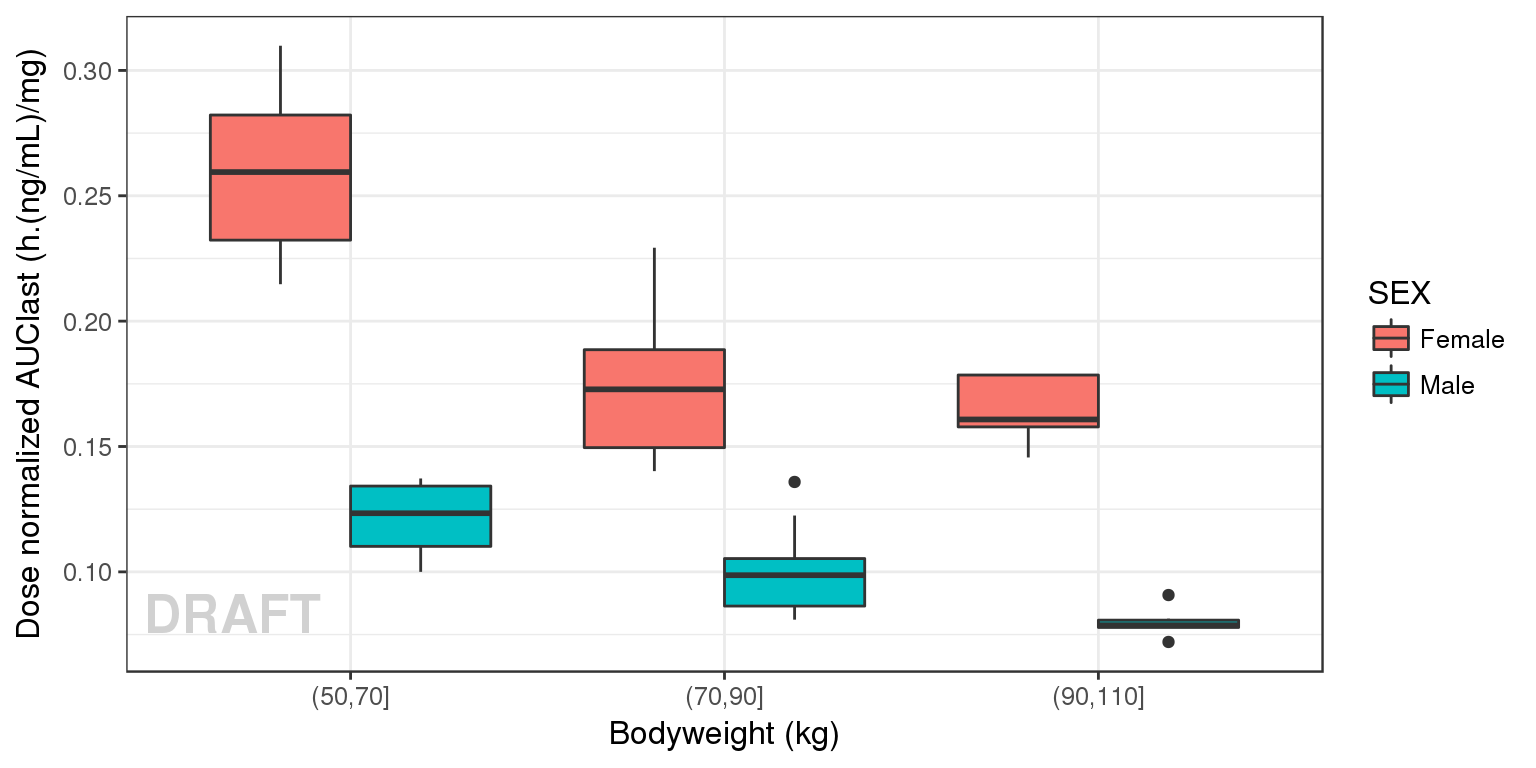 Dose normalized AUClast (h.(ng/mL)/mg)
0.30
0.25
0.20
0.15
0.10
DRAFT
(50,70]
(70,90]
(90,110]
Bodyweight (kg)
SEX
Female
Male